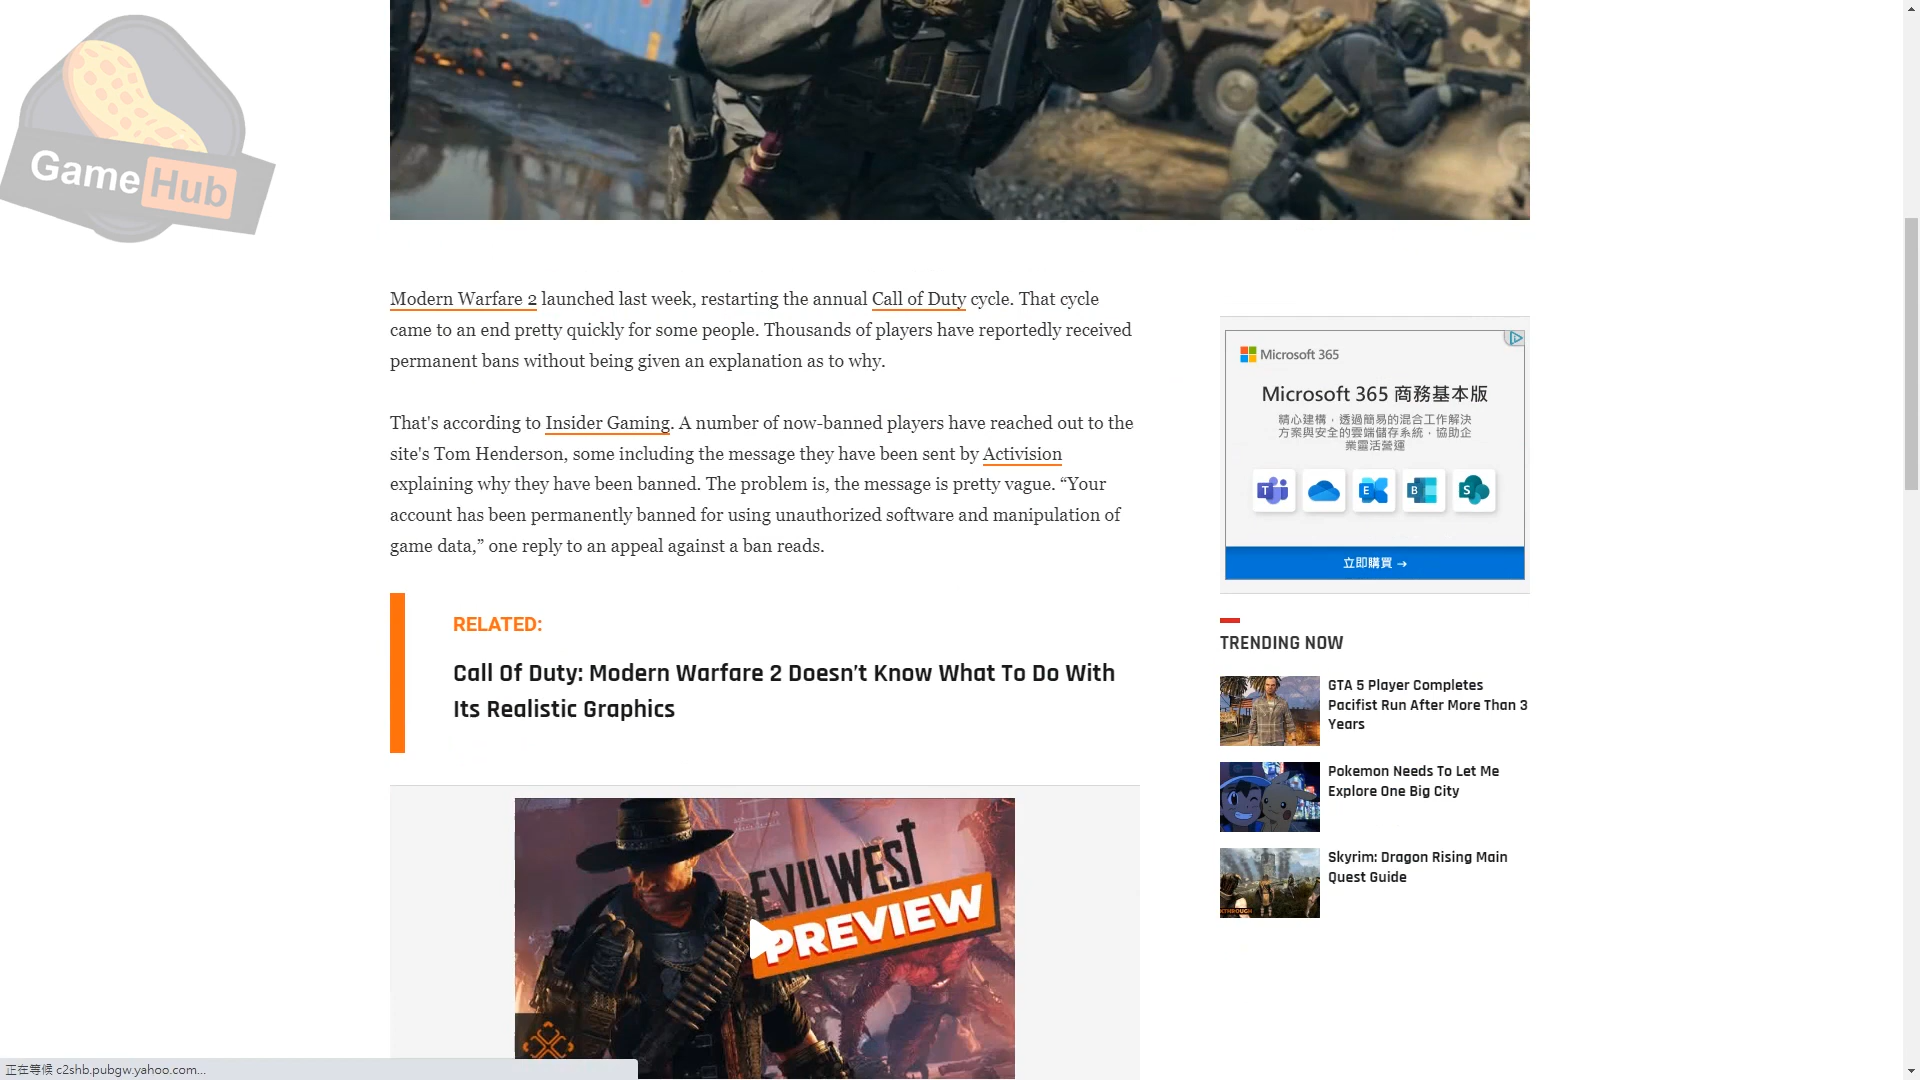 GameHub
Modern Warfare 2 launched last week, restarting the annual Call of Duty cycle. That cycle
came to an end pretty quickly for some people. Thousands of players have reportedly received
permanent bans without being given an explanation as to why.
That's according to Insider Gaming. A number of now-banned players have reached out to the
site's Tom Henderson, some including the message they have been sent by Activision
explaining why they have been banned. The problem is, the message is pretty vague. “Your
account has been permanently banned for using unauthorized software and manipulation of
game data,” one reply to an appeal against a ban reads.
RELATED:
Call Of Duty: Modern Warfare 2 Doesn’t Know What To Do With
Its Realistic Graphics
EVIL WEST
PREVIEW
Microsoft 365
Microsoft 365 商務基本版
精心建構，透過簡易的混合工作解決
方案與安全的雲端儲存系統，協助企
業靈活營運
T
E
B
S
立即購買 →
TRENDING NOW
GTA 5 Player Completes
Pacifist Run After More Than 3
Years
Pokemon Needs To Let Me
Explore One Big City
Skyrim: Dragon Rising Main
Quest Guide
正在等候 c2shb.pubgw.yahoo.com...